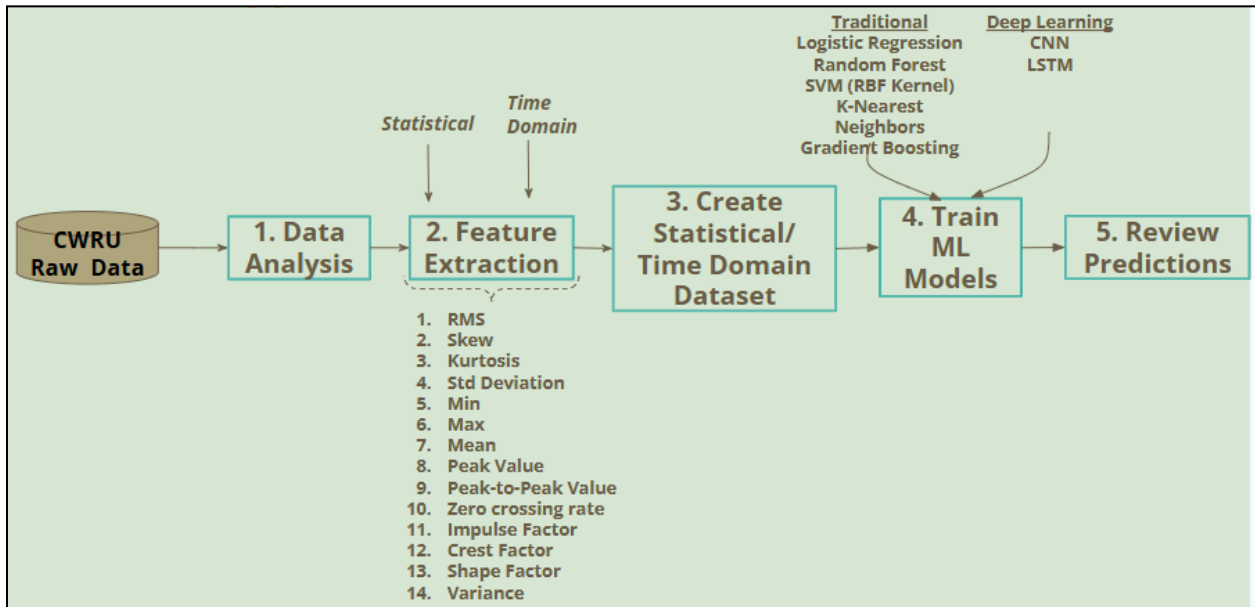 Traditional
Logistic Regression
Random Forest
SVM (RBF Kernel)
K-Nearest
Neighbors
Gradient Boosting
Deep Learning
CNN
LSTM
Statistical
Time
Domain
CWRU
Raw Data
1. Data
Analysis
2. Feature
Extraction
3. Create
Statistical/
Time Domain
Dataset
4. Train
ML
Models
5. Review
Predictions
1. RMS
2. Skew
3. Kurtosis
4. Std Deviation
5. Min
6. Max
7. Mean
8. Peak Value
9. Peak-to-Peak Value
10. Zero crossing rate
11. Impulse Factor
12. Crest Factor
13. Shape Factor
14. Variance